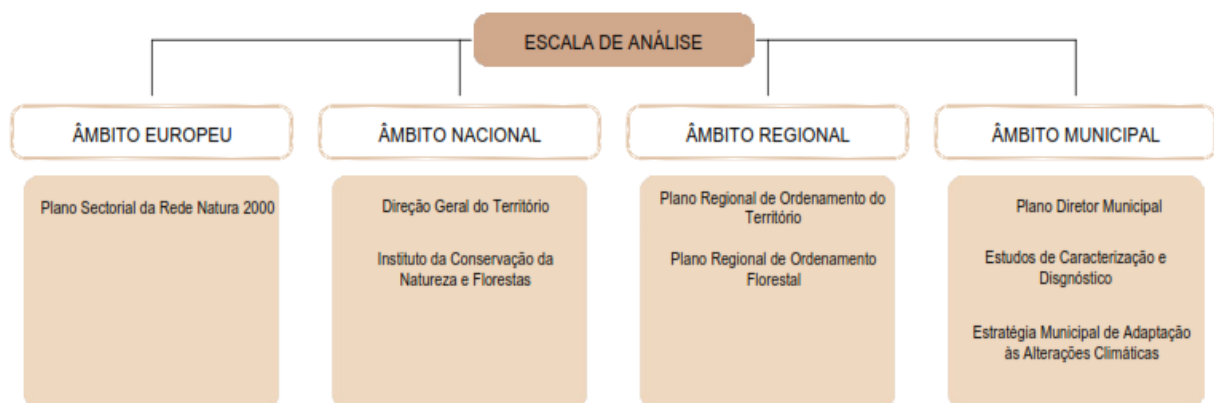 ESCALA DE ANÁLISE
ÂMBITO EUROPEU
Plano Sectorial da Rede Natura 2000
ÂMBITO NACIONAL
Direção Geral do Território
Instituto da Conservação da
Natureza e Florestas
ÂMBITO REGIONAL
Plano Regional de Ordenamento do
Território
Plano Regional de Ordenamento
Florestal
ÂMBITO MUNICIPAL
Plano Diretor Municipal
Estudos de Caracterização e
Disgnóstico
Estratégia Municipal de Adaptação
às Alterações Climáticas